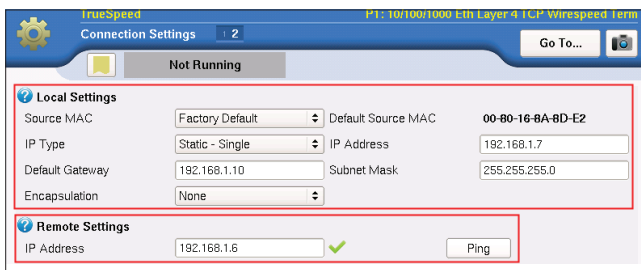 TrueSpeed P1: 10/100/1000 Eth Layer 4 TCP Wirespeed Term
Connection Settings 1 2
Go To...
Not Running
Local Settings
Source MAC Factory Default Default Source MAC 00-80-16-8A-8D-E2
IP Type Static - Single IP Address 192.168.1.7
Default Gateway 192.168.1.10 Subnet Mask 255.255.255.0
Encapsulation None
Remote Settings
IP Address 192.168.1.6 Ping